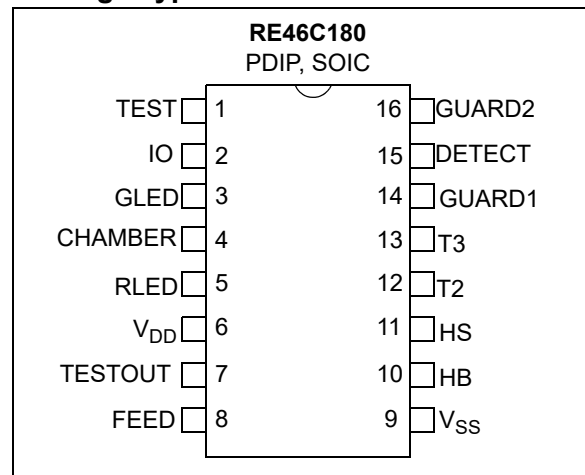 RE46C180
PDIP, SOIC
TEST 1 16 GUARD2
IO 2 15 DETECT
GLED 3 14 GUARD1
CHAMBER 4 13 T3
RLED 5 12 T2
VDD 6 11 HS
TESTOUT 7 10 HB
FEED 8 9 VSS